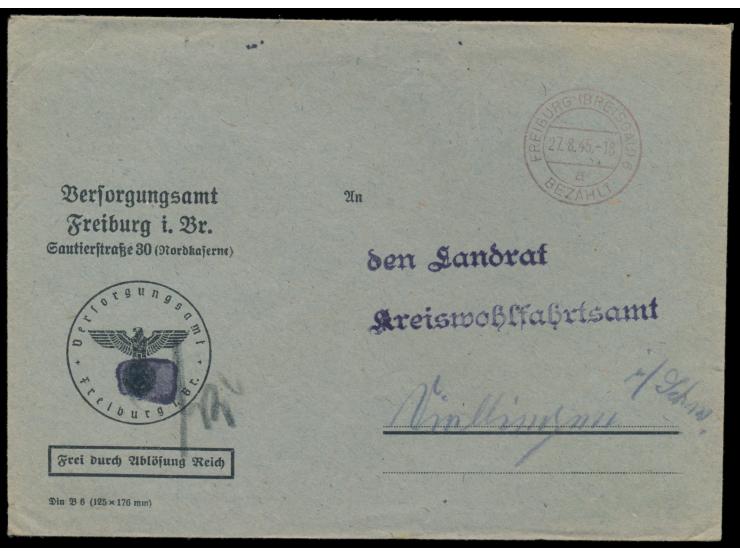 FREIBURG (BREISGAU) 6
27.8.45.-18
a
BEZAHLT
Versorgungsamt
Freiburg i. Br.
Sautierstraße 30 (Nordkaserne)
An
den Landrat
Kreiswohlfahrtsamt
Versorgungsamt
Freiburg i. Br.
Frei durch Ablösung Reich
Din B 6 (125 × 176 mm)